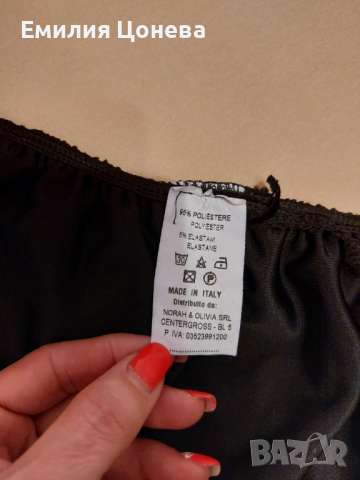 Емилия Цонева
95% POLIESTERE
POLYESTER
5% ELASTAM
ELASTANE
30
MADE IN ITALY
Distribuito da:
NORAH & OLIVIA SRL
CENTERGROSS - BL 5
P. IVA: 03523991200
BAZAR